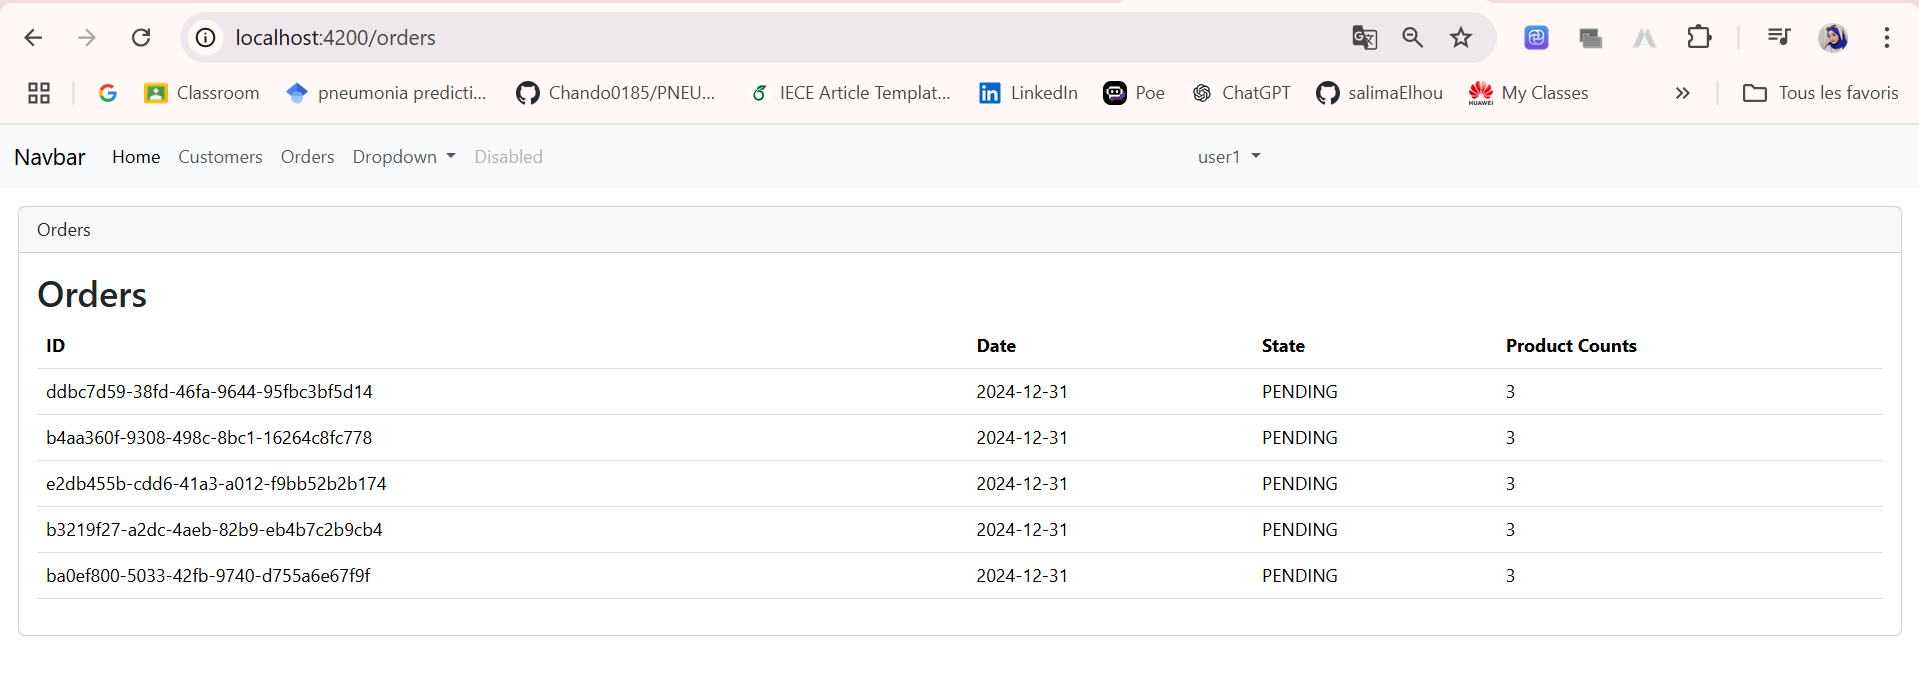 localhost:4200/orders
Classroom pneumonia predicti... Chando0185/PNEU... IECE Article Templat... LinkedIn Poe ChatGPT salimaElhou HUAWEI My Classes » Tous les favoris
Navbar Home Customers Orders Dropdown Disabled user1
Orders
Orders
ID Date State Product Counts
ddbc7d59-38fd-46fa-9644-95fbc3bf5d14 2024-12-31 PENDING 3
b4aa360f-9308-498c-8bc1-16264c8fc778 2024-12-31 PENDING 3
e2db455b-cdd6-41a3-a012-f9bb52b2b174 2024-12-31 PENDING 3
b3219f27-a2dc-4aeb-82b9-eb4b7c2b9cb4 2024-12-31 PENDING 3
ba0ef800-5033-42fb-9740-d755a6e67f9f 2024-12-31 PENDING 3